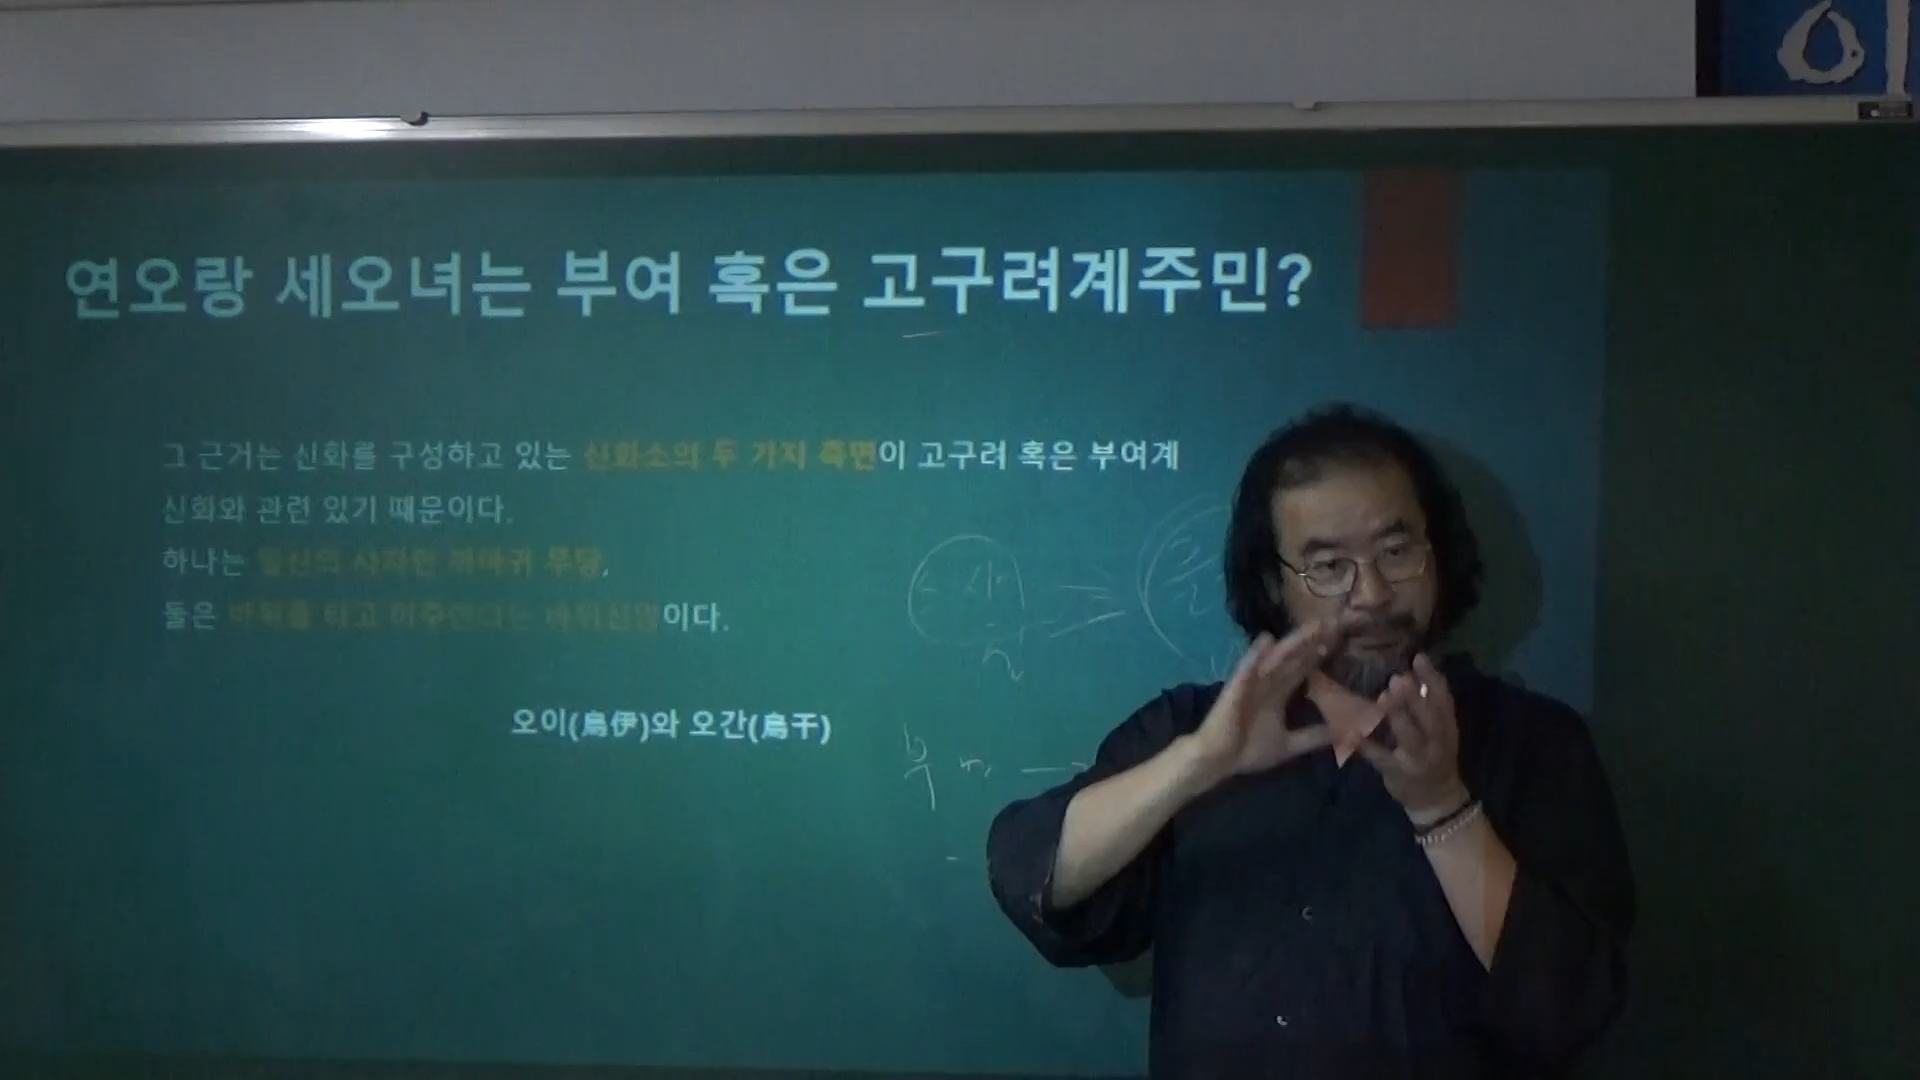 이
연오랑 세오녀는 부여 혹은 고구려계주민?
그 근거는 신화를 구성하고 있는 신화소의 두 가지 측면이 고구려 혹은 부여계
신화와 관련 있기 때문이다.
하나는 일신의 사자인 까마귀 무당,
둘은 바위를 타고 이주한다는 바위신앙이다.
오이(烏伊)와 오간(烏干)
부